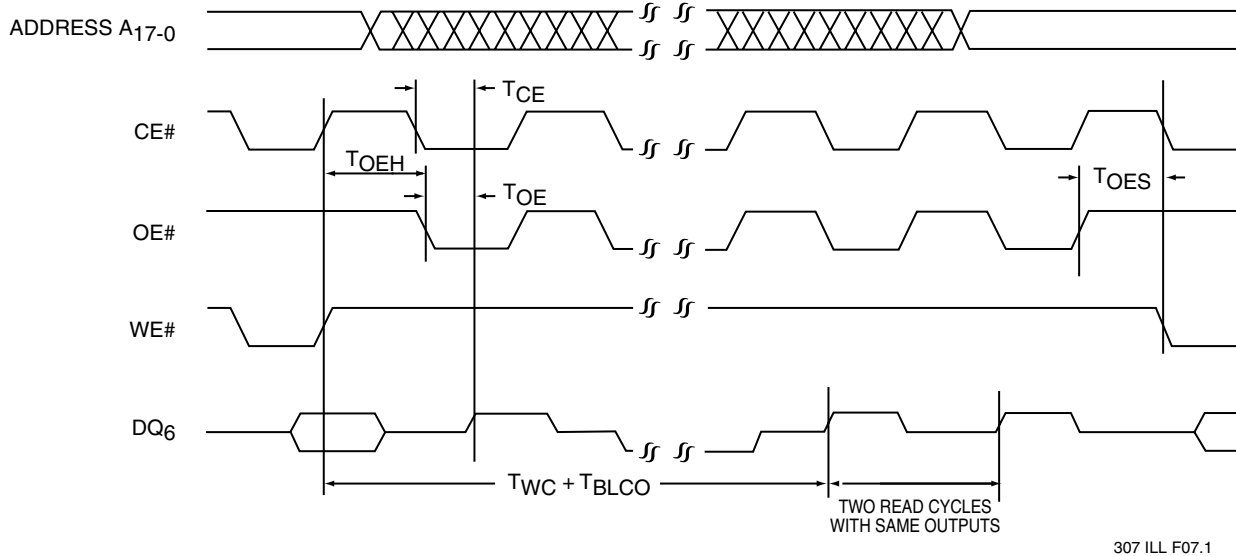 ADDRESS A17-0
TCE
CE#
TOEH
TOE
TOES
OE#
WE#
DQ6
TWC + TBLCO
TWO READ CYCLES
WITH SAME OUTPUTS
307 ILL F07.1